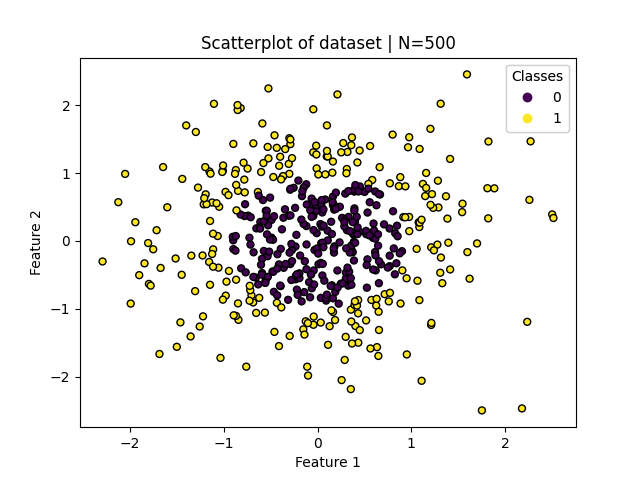 Scatterplot of dataset | N=500
Classes
0
1
Feature 2
2
1
0
−1
−2
−2 −1 0 1 2
Feature 1